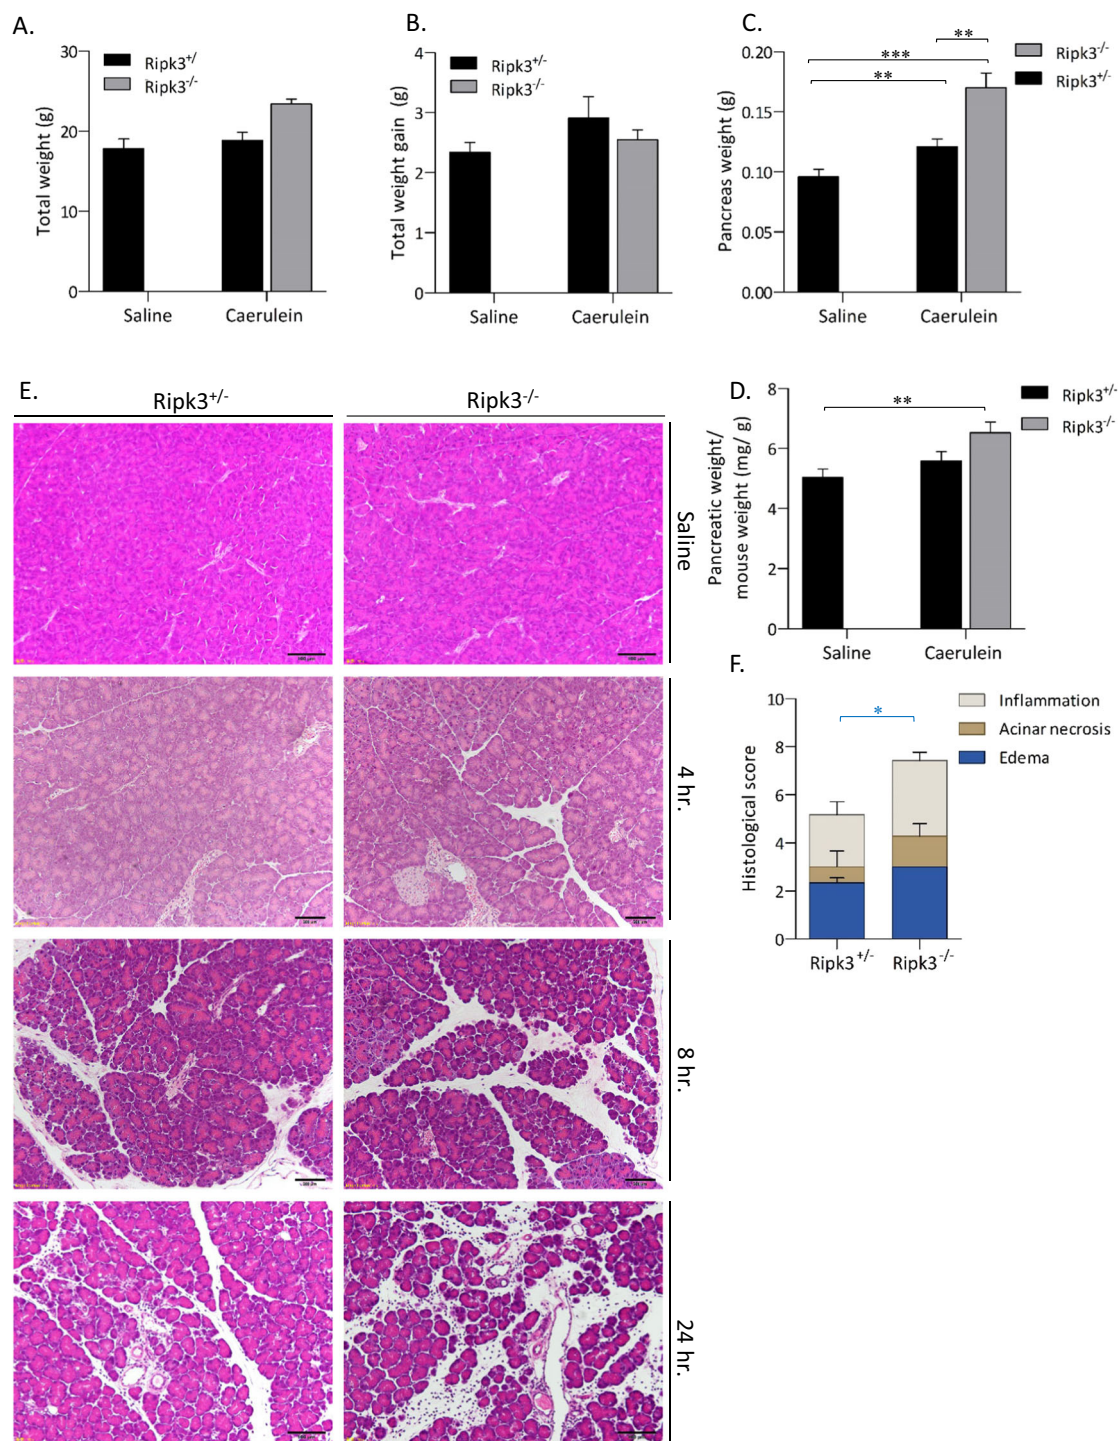 A.
30
20
10
0
Total weight (g)
Ripk3+/
Ripk3-/-
Saline
Caerulein
B.
4
3
2
1
0
Total weight gain (g)
Ripk3+/-
Ripk3-/-
Saline
Caerulein
C.
0.20
0.15
0.10
0.05
0.00
Pancreas weight (g)
**
***
**
Ripk3-/-
Ripk3+/-
Saline
Caerulein
D.
8
6
4
2
0
Pancreatic weight/
mouse weight (mg/ g)
**
Ripk3+/-
Ripk3-/-
Saline
Caerulein
E.
Ripk3+/-
Ripk3-/-
Saline
4 hr.
8 hr.
24 hr.
F.
10
8
6
4
2
0
Histological score
*
Inflammation
Acinar necrosis
Edema
Ripk3+/-
Ripk3-/-